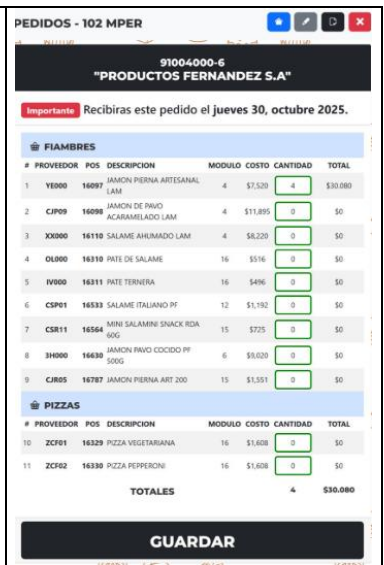 PEDIDOS - 102 MPER
91004000-6
"PRODUCTOS FERNANDEZ S.A"
Importante Recibiras este pedido el jueves 30, octubre 2025.
FIAMBRES
# PROVEEDOR POS DESCRIPCION MODULO COSTO CANTIDAD TOTAL
1 YE000 16097 JAMON PIERNA ARTESANAL LAM 4 $7,520 4 $30.080
2 CJP09 16098 JAMON DE PAVO ACARAMELADO LAM 4 $11,895 0 $0
3 XX000 16110 SALAME AHUMADO LAM 4 $8,220 0 $0
4 OL000 16310 PATE DE SALAME 16 $516 0 $0
5 IV000 16311 PATE TERNERA 16 $496 0 $0
6 CSP01 16533 SALAME ITALIANO PF 12 $1,192 0 $0
7 CSR11 16564 MINI SALAMINI SNACK RDA 60G 15 $725 0 $0
8 3H000 16630 JAMON PAVO COCIDO PF 500G 6 $9,020 0 $0
9 CJR05 16787 JAMON PIERNA ART 200 15 $1,551 0 $0
PIZZAS
# PROVEEDOR POS DESCRIPCION MODULO COSTO CANTIDAD TOTAL
10 ZCF01 16329 PIZZA VEGETARIANA 16 $1,608 0 $0
11 ZCF02 16330 PIZZA PEPPERONI 16 $1,608 0 $0
TOTALES 4 $30.080
GUARDAR